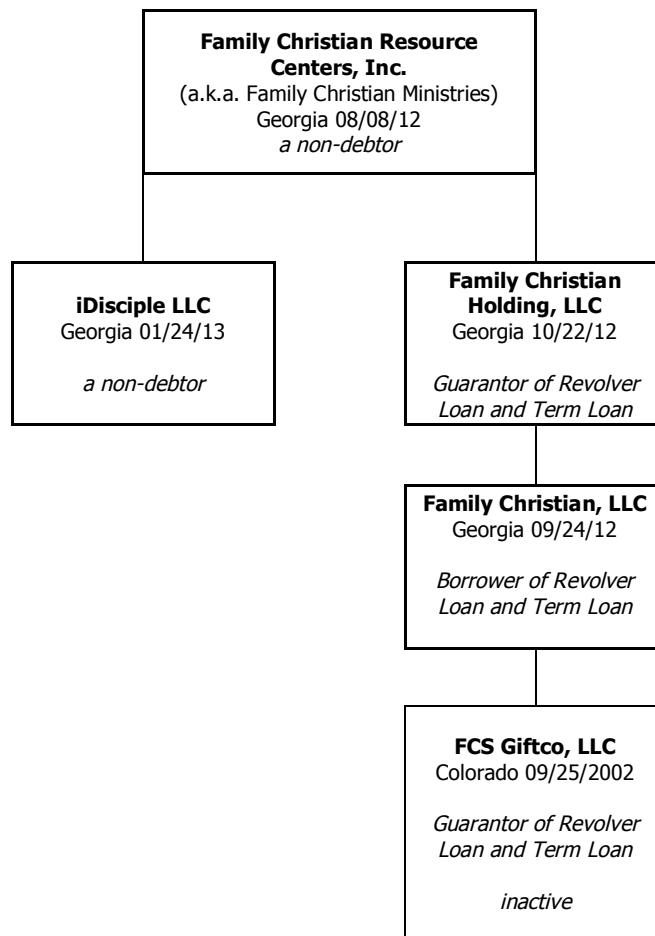 Family Christian Resource
Centers, Inc.
(a.k.a. Family Christian Ministries)
Georgia 08/08/12
a non-debtor
iDisciple LLC
Georgia 01/24/13
a non-debtor
Family Christian
Holding, LLC
Georgia 10/22/12
Guarantor of Revolver
Loan and Term Loan
Family Christian, LLC
Georgia 09/24/12
Borrower of Revolver
Loan and Term Loan
FCS Giftco, LLC
Colorado 09/25/2002
Guarantor of Revolver
Loan and Term Loan
inactive